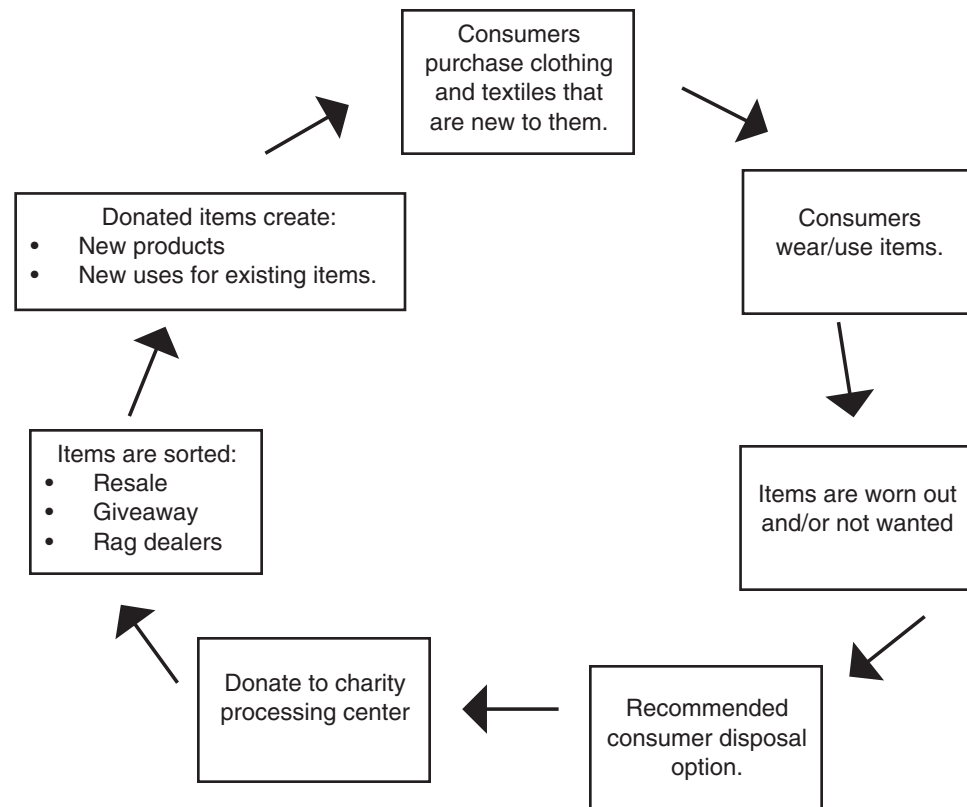 Consumers
purchase clothing
and textiles that
are new to them.
Consumers
wear/use items.
Items are worn out
and/or not wanted
Recommended
consumer disposal
option.
Donate to charity
processing center
Items are sorted:
• Resale
• Giveaway
• Rag dealers
Donated items create:
• New products
• New uses for existing items.